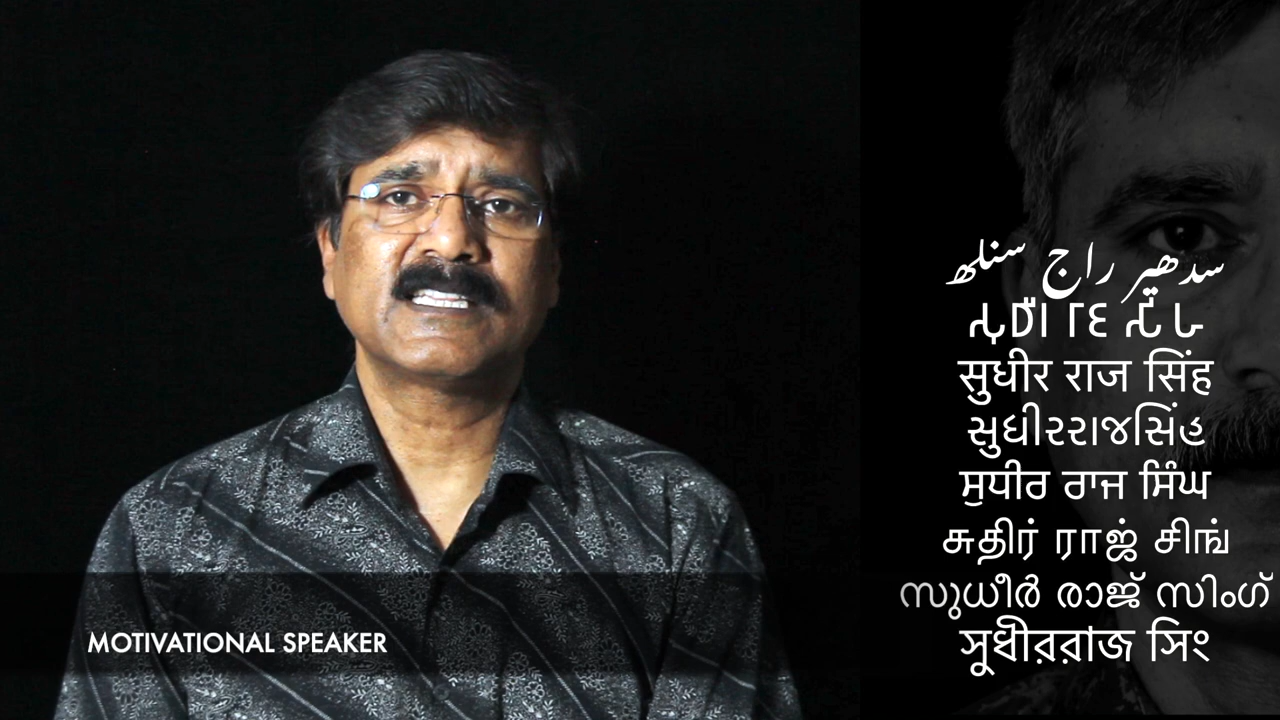 MOTIVATIONAL SPEAKER
سدھیر راج سنلھ
सुधीर राज सिंह
સુધીરરાજસિંહ
ਸੁਧੀਰ ਰਾਜ ਸਿੰਘ
சுதிர் ராஜ் சிங்
സുധീർ രാജ് സിംഗ്
সুধীররাজ সিং